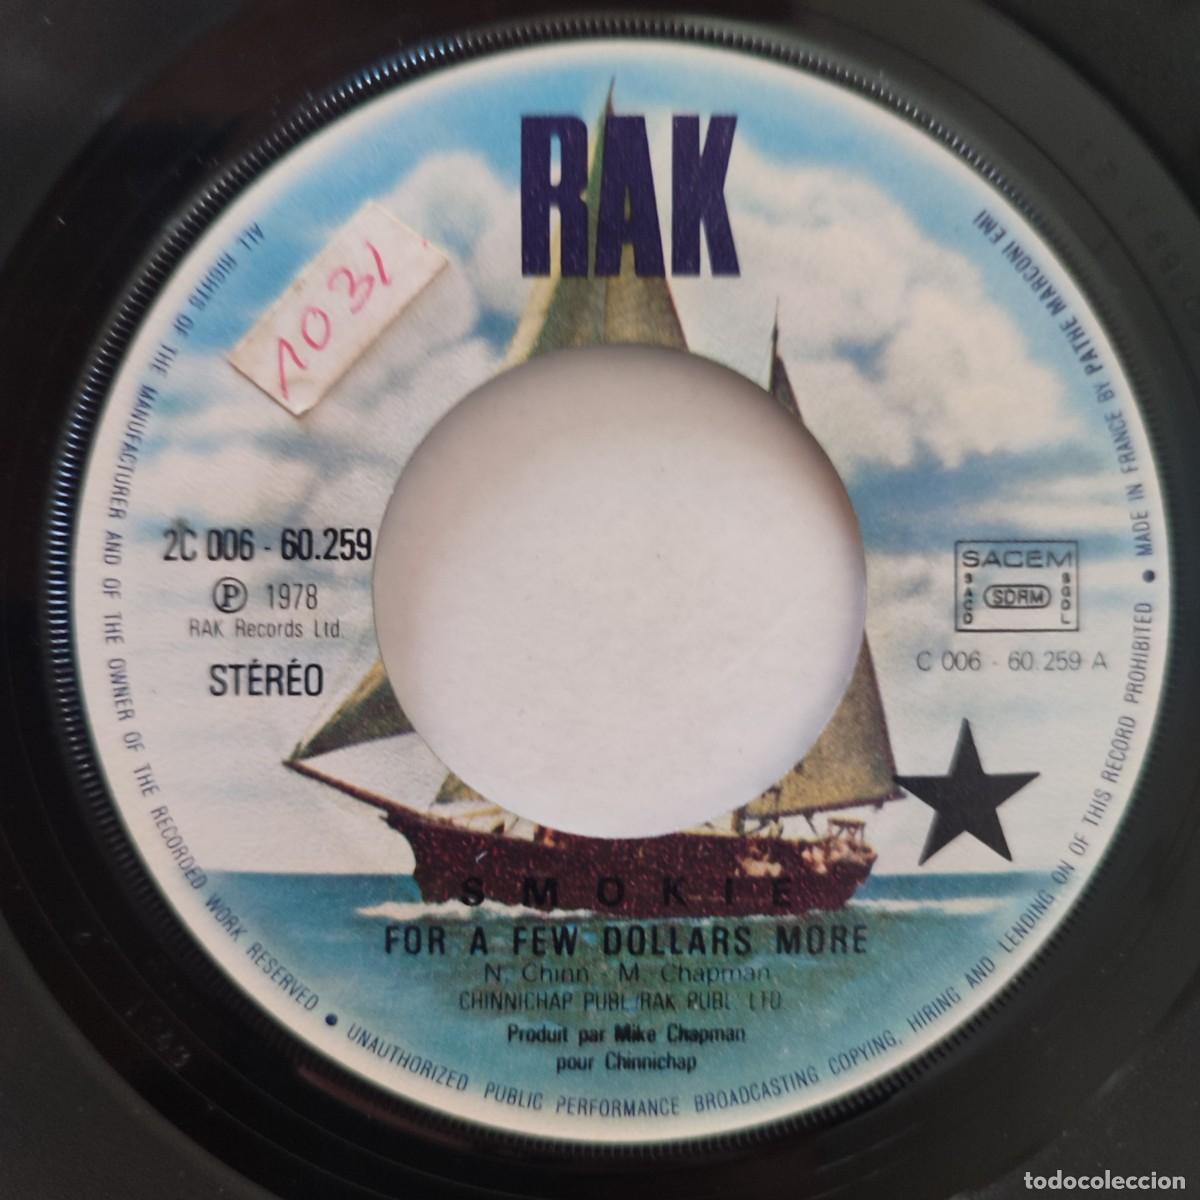 RAK
1031
2C 006 - 60.259
Ⓟ 1978
RAK Records Ltd.
STÉRÉO
SACEM
SACD
SDRM
SGDL
C 006 - 60.259 A
SMOKIE
FOR A FEW DOLLARS MORE
N. Chinn - M. Chapman
CHINNICHAP PUBL/RAK PUBL LTD
Produit par Mike Chapman
pour Chinnichap
ALL RIGHTS OF THE MANUFACTURER AND OF THE OWNER OF THE RECORDED WORK RESERVED • UNAUTHORIZED PUBLIC PERFORMANCE BROADCASTING COPYING, HIRING AND LENDING ON OF THIS RECORD PROHIBITED • MADE IN FRANCE BY PATHE MARCONI EMI
todocoleccion